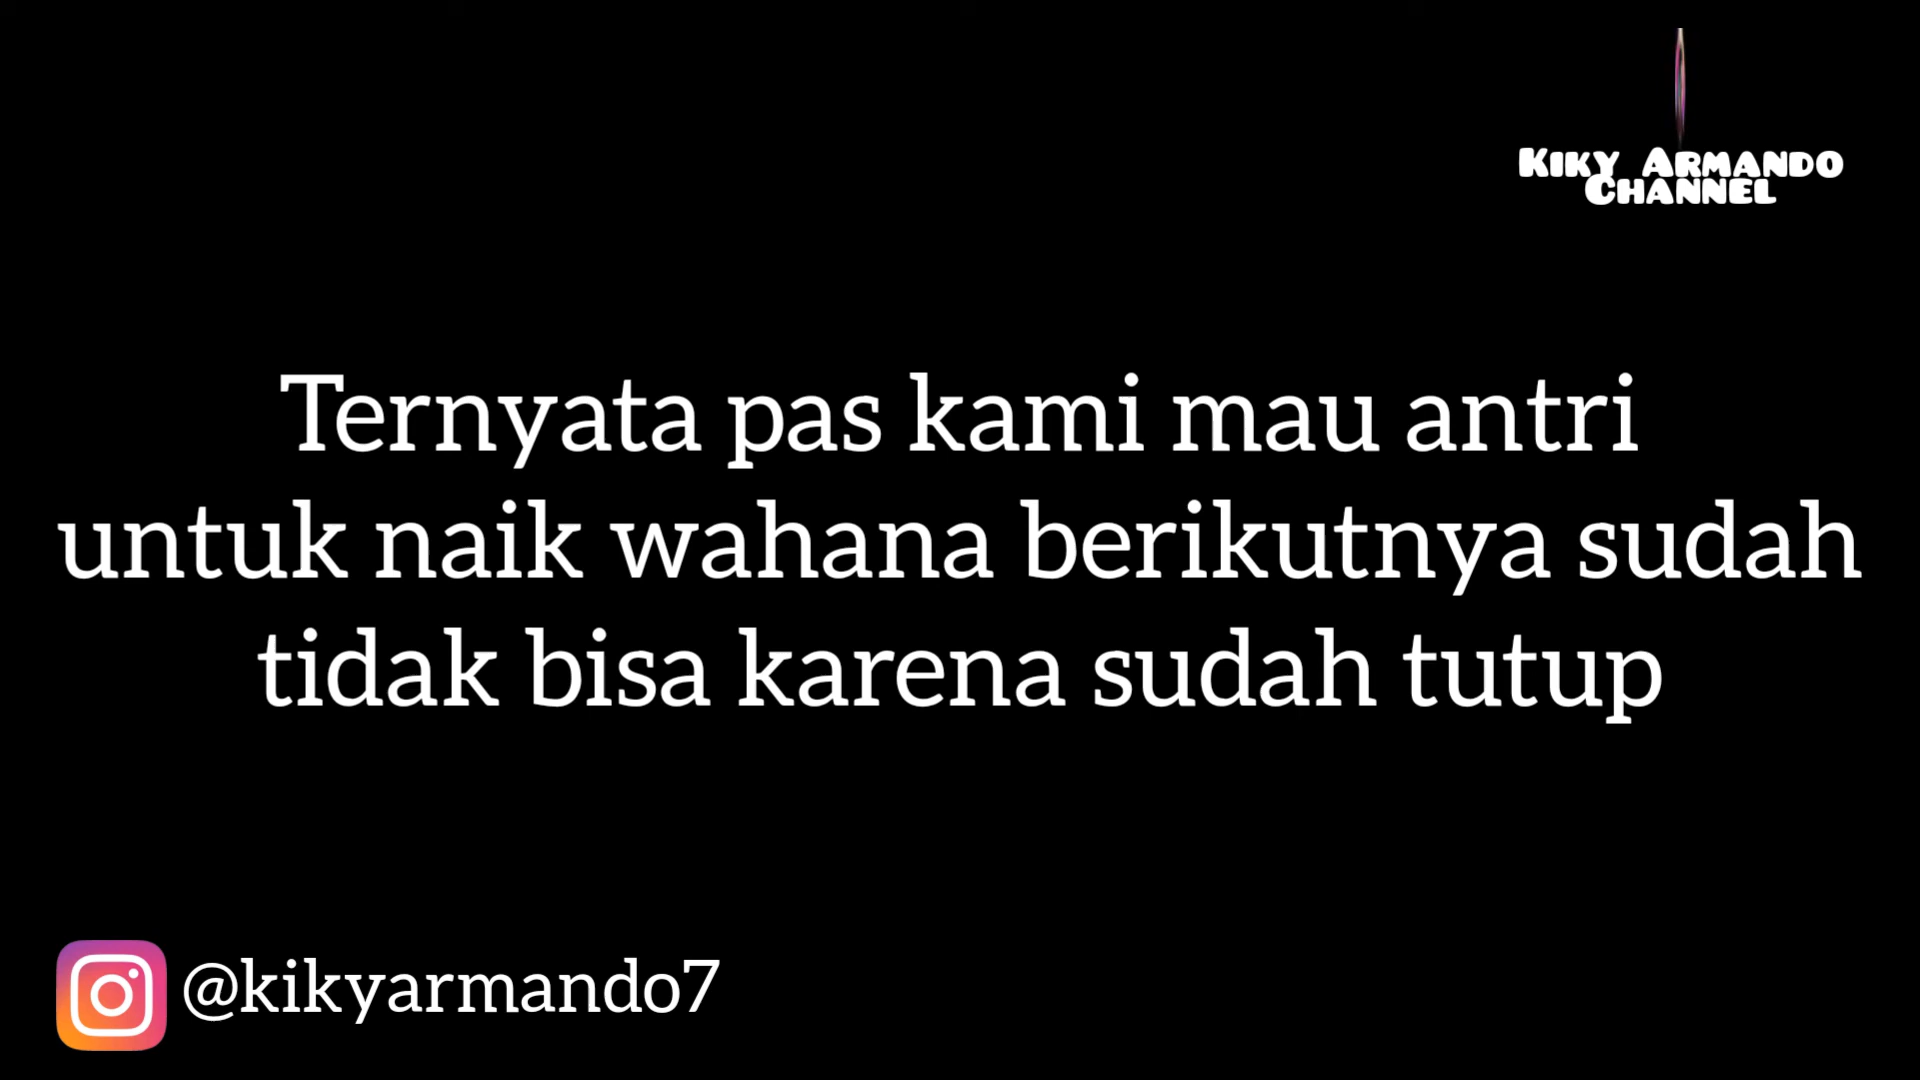 Kiky Armando
Channel
Ternyata pas kami mau antri
untuk naik wahana berikutnya sudah
tidak bisa karena sudah tutup
@kikyarmando7